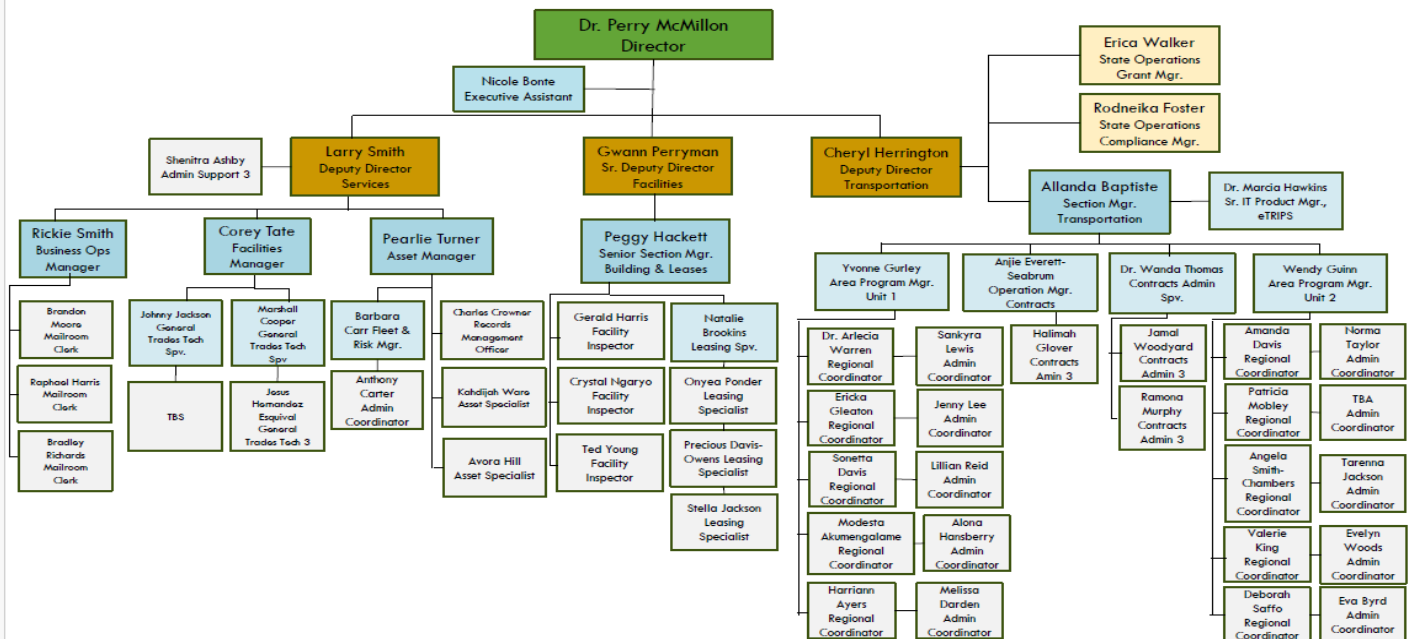 Dr. Perry McMillon
Director
Nicole Bonte
Executive Assistant
Erica Walker
State Operations
Grant Mgr.
Rodneika Foster
State Operations
Compliance Mgr.
Shenitra Ashby
Admin Support 3
Larry Smith
Deputy Director
Services
Gwann Perryman
Sr. Deputy Director
Facilities
Cheryl Herrington
Deputy Director
Transportation
Allanda Baptiste
Section Mgr.
Transportation
Dr. Marcia Hawkins
Sr. IT Product Mgr.,
eTRIPS
Rickie Smith
Business Ops
Manager
Corey Tate
Facilities
Manager
Pearlie Turner
Asset Manager
Peggy Hackett
Senior Section Mgr.
Building & Leases
Yvonne Gurley
Area Program Mgr.
Unit 1
Anjie Everett-
Seabrum
Operation Mgr.
Contracts
Dr. Wanda Thomas
Contracts Admin
Spv.
Wendy Guinn
Area Program Mgr.
Unit 2
Brandon
Moore
Mailroom
Clerk
Raphael Harris
Mailroom
Clerk
Bradley
Richards
Mailroom
Clerk
Johnny Jackson
General
Trades Tech
Spv.
TBS
Marshall
Cooper
General
Trades Tech
Spv
Jesus
Hernandez
Esquival
General
Trades Tech 3
Barbara
Carr Fleet &
Risk Mgr.
Anthony
Carter
Admin
Coordinator
Charles Crowner
Records
Management
Officer
Kahdijah Ware
Asset Specialist
Avora Hill
Asset Specialist
Gerald Harris
Facility
Inspector
Crystal Ngaryo
Facility
Inspector
Ted Young
Facility
Inspector
Natalie
Brookins
Leasing Spv.
Onyea Ponder
Leasing
Specialist
Precious Davis-
Owens Leasing
Specialist
Stella Jackson
Leasing
Specialist
Dr. Arlecia
Warren
Regional
Coordinator
Sankyra
Lewis
Admin
Coordinator
Ericka
Gleaton
Regional
Coordinator
Jenny Lee
Admin
Coordinator
Sonetta
Davis
Regional
Coordinator
Lillian Reid
Admin
Coordinator
Modesta
Akumengalame
Regional
Coordinator
Alona
Hansberry
Admin
Coordinator
Harriann
Ayers
Regional
Coordinator
Melissa
Darden
Admin
Coordinator
Halimah
Glover
Contracts
Amin 3
Jamal
Woodyard
Contracts
Admin 3
Ramona
Murphy
Contracts
Admin 3
Amanda
Davis
Regional
Coordinator
Norma
Taylor
Admin
Coordinator
Patricia
Mobley
Regional
Coordinator
TBA
Admin
Coordinator
Angela
Smith-
Chambers
Regional
Coordinator
Tarenna
Jackson
Admin
Coordinator
Valerie
King
Regional
Coordinator
Evelyn
Woods
Admin
Coordinator
Deborah
Saffo
Regional
Coordinator
Eva Byrd
Admin
Coordinator